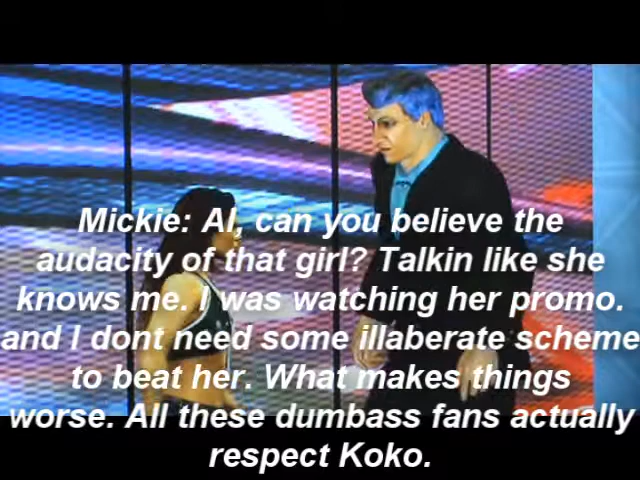 Mickie: Al, can you believe the
audacity of that girl? Talkin like she
knows me. I was watching her promo.
and I dont need some illaberate scheme
to beat her. What makes things
worse. All these dumbass fans actually
respect Koko.